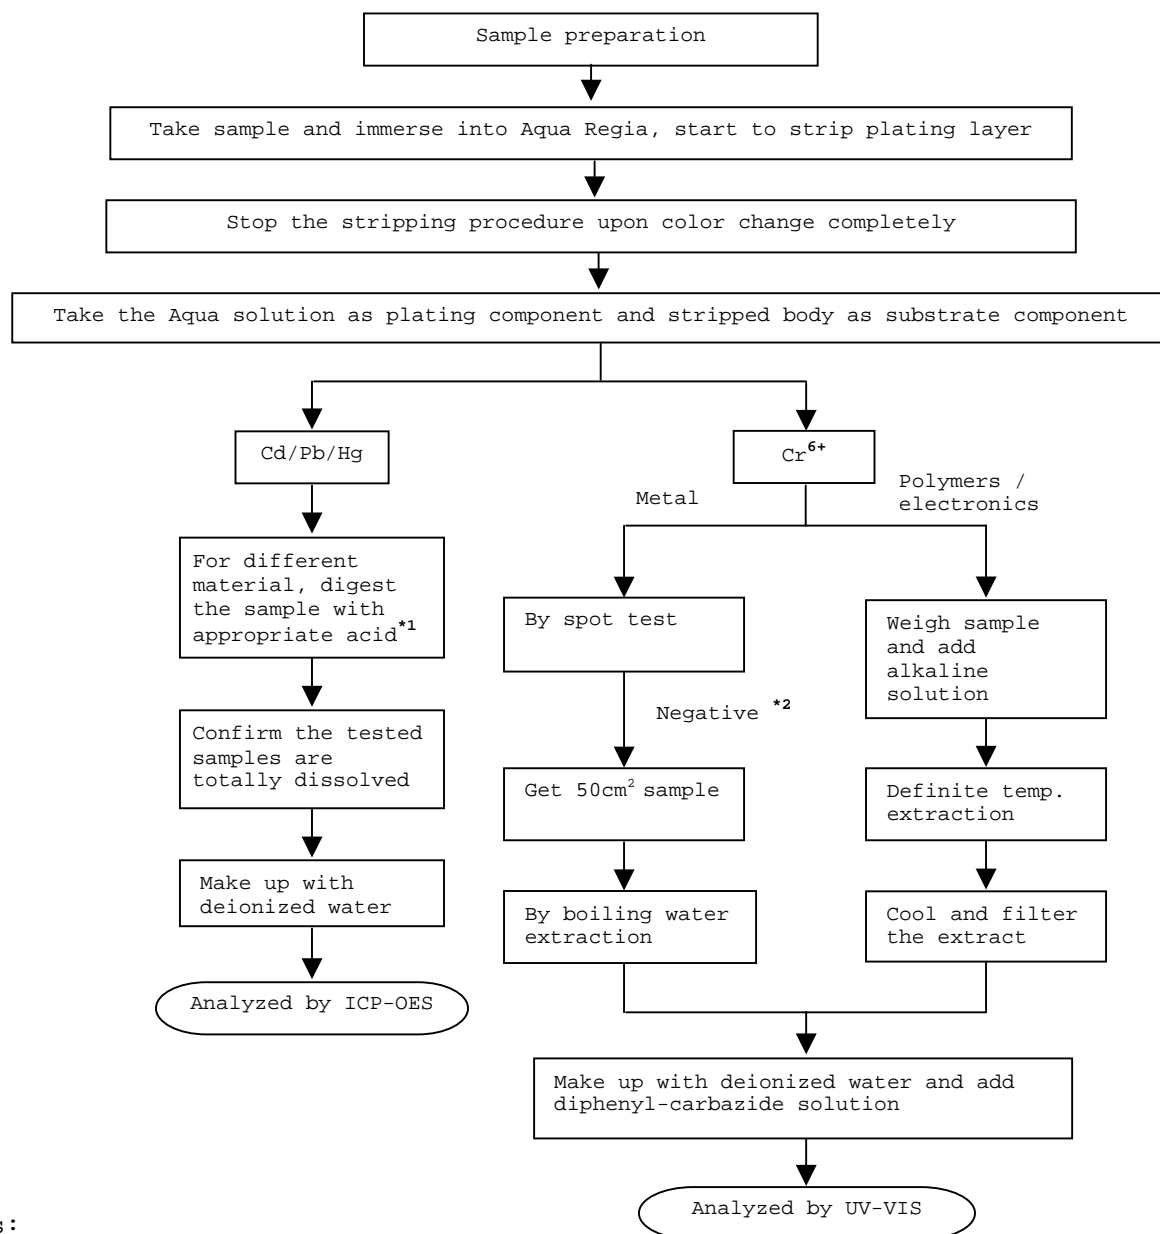 Sample preparation
Take sample and immerse into Aqua Regia, start to strip plating layer
Stop the stripping procedure upon color change completely
Take the Aqua solution as plating component and stripped body as substrate component
Cd/Pb/Hg
For different
material, digest
the sample with
appropriate acid*1
Confirm the tested
samples are
totally dissolved
Make up with
deionized water
Analyzed by ICP-OES
Cr6+
Metal
Polymers /
electronics
By spot test
Negative *2
Get 50cm2 sample
By boiling water
extraction
Weigh sample
and add
alkaline
solution
Definite temp.
extraction
Cool and filter
the extract
Make up with deionized water and add
diphenyl-carbazide solution
Analyzed by UV-VIS